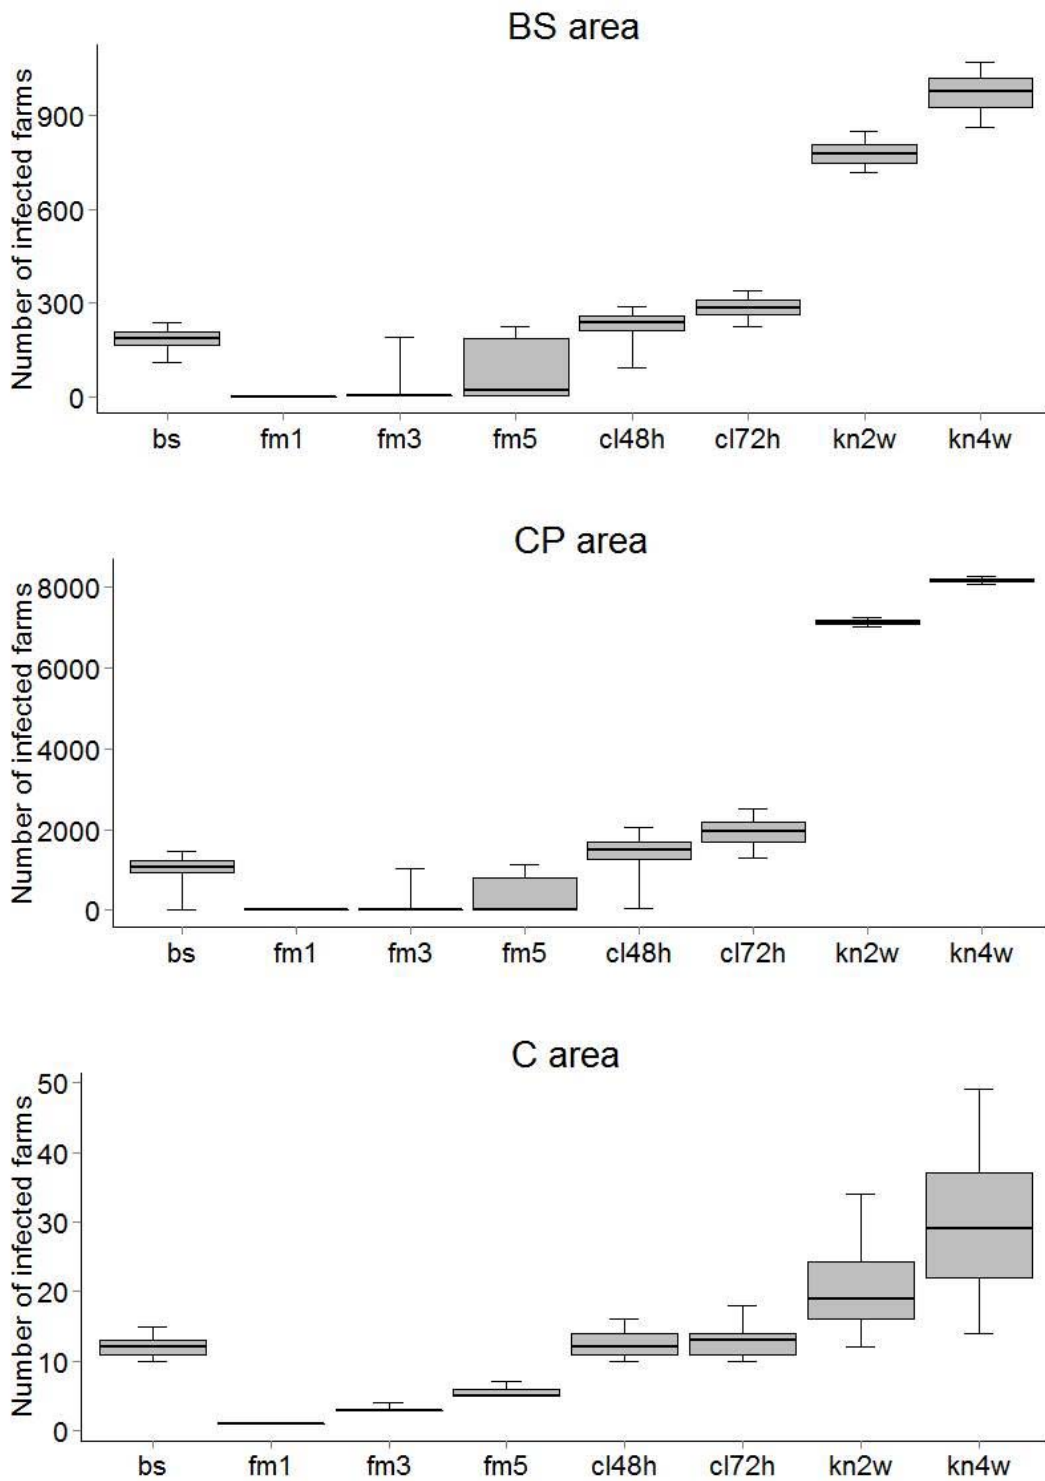 BS area
Number of infected farms
900
600
300
0
bs fm1 fm3 fm5 cl48h cl72h kn2w kn4w
CP area
Number of infected farms
8000
6000
4000
2000
0
bs fm1 fm3 fm5 cl48h cl72h kn2w kn4w
C area
Number of infected farms
50
40
30
20
10
0
bs fm1 fm3 fm5 cl48h cl72h kn2w kn4w